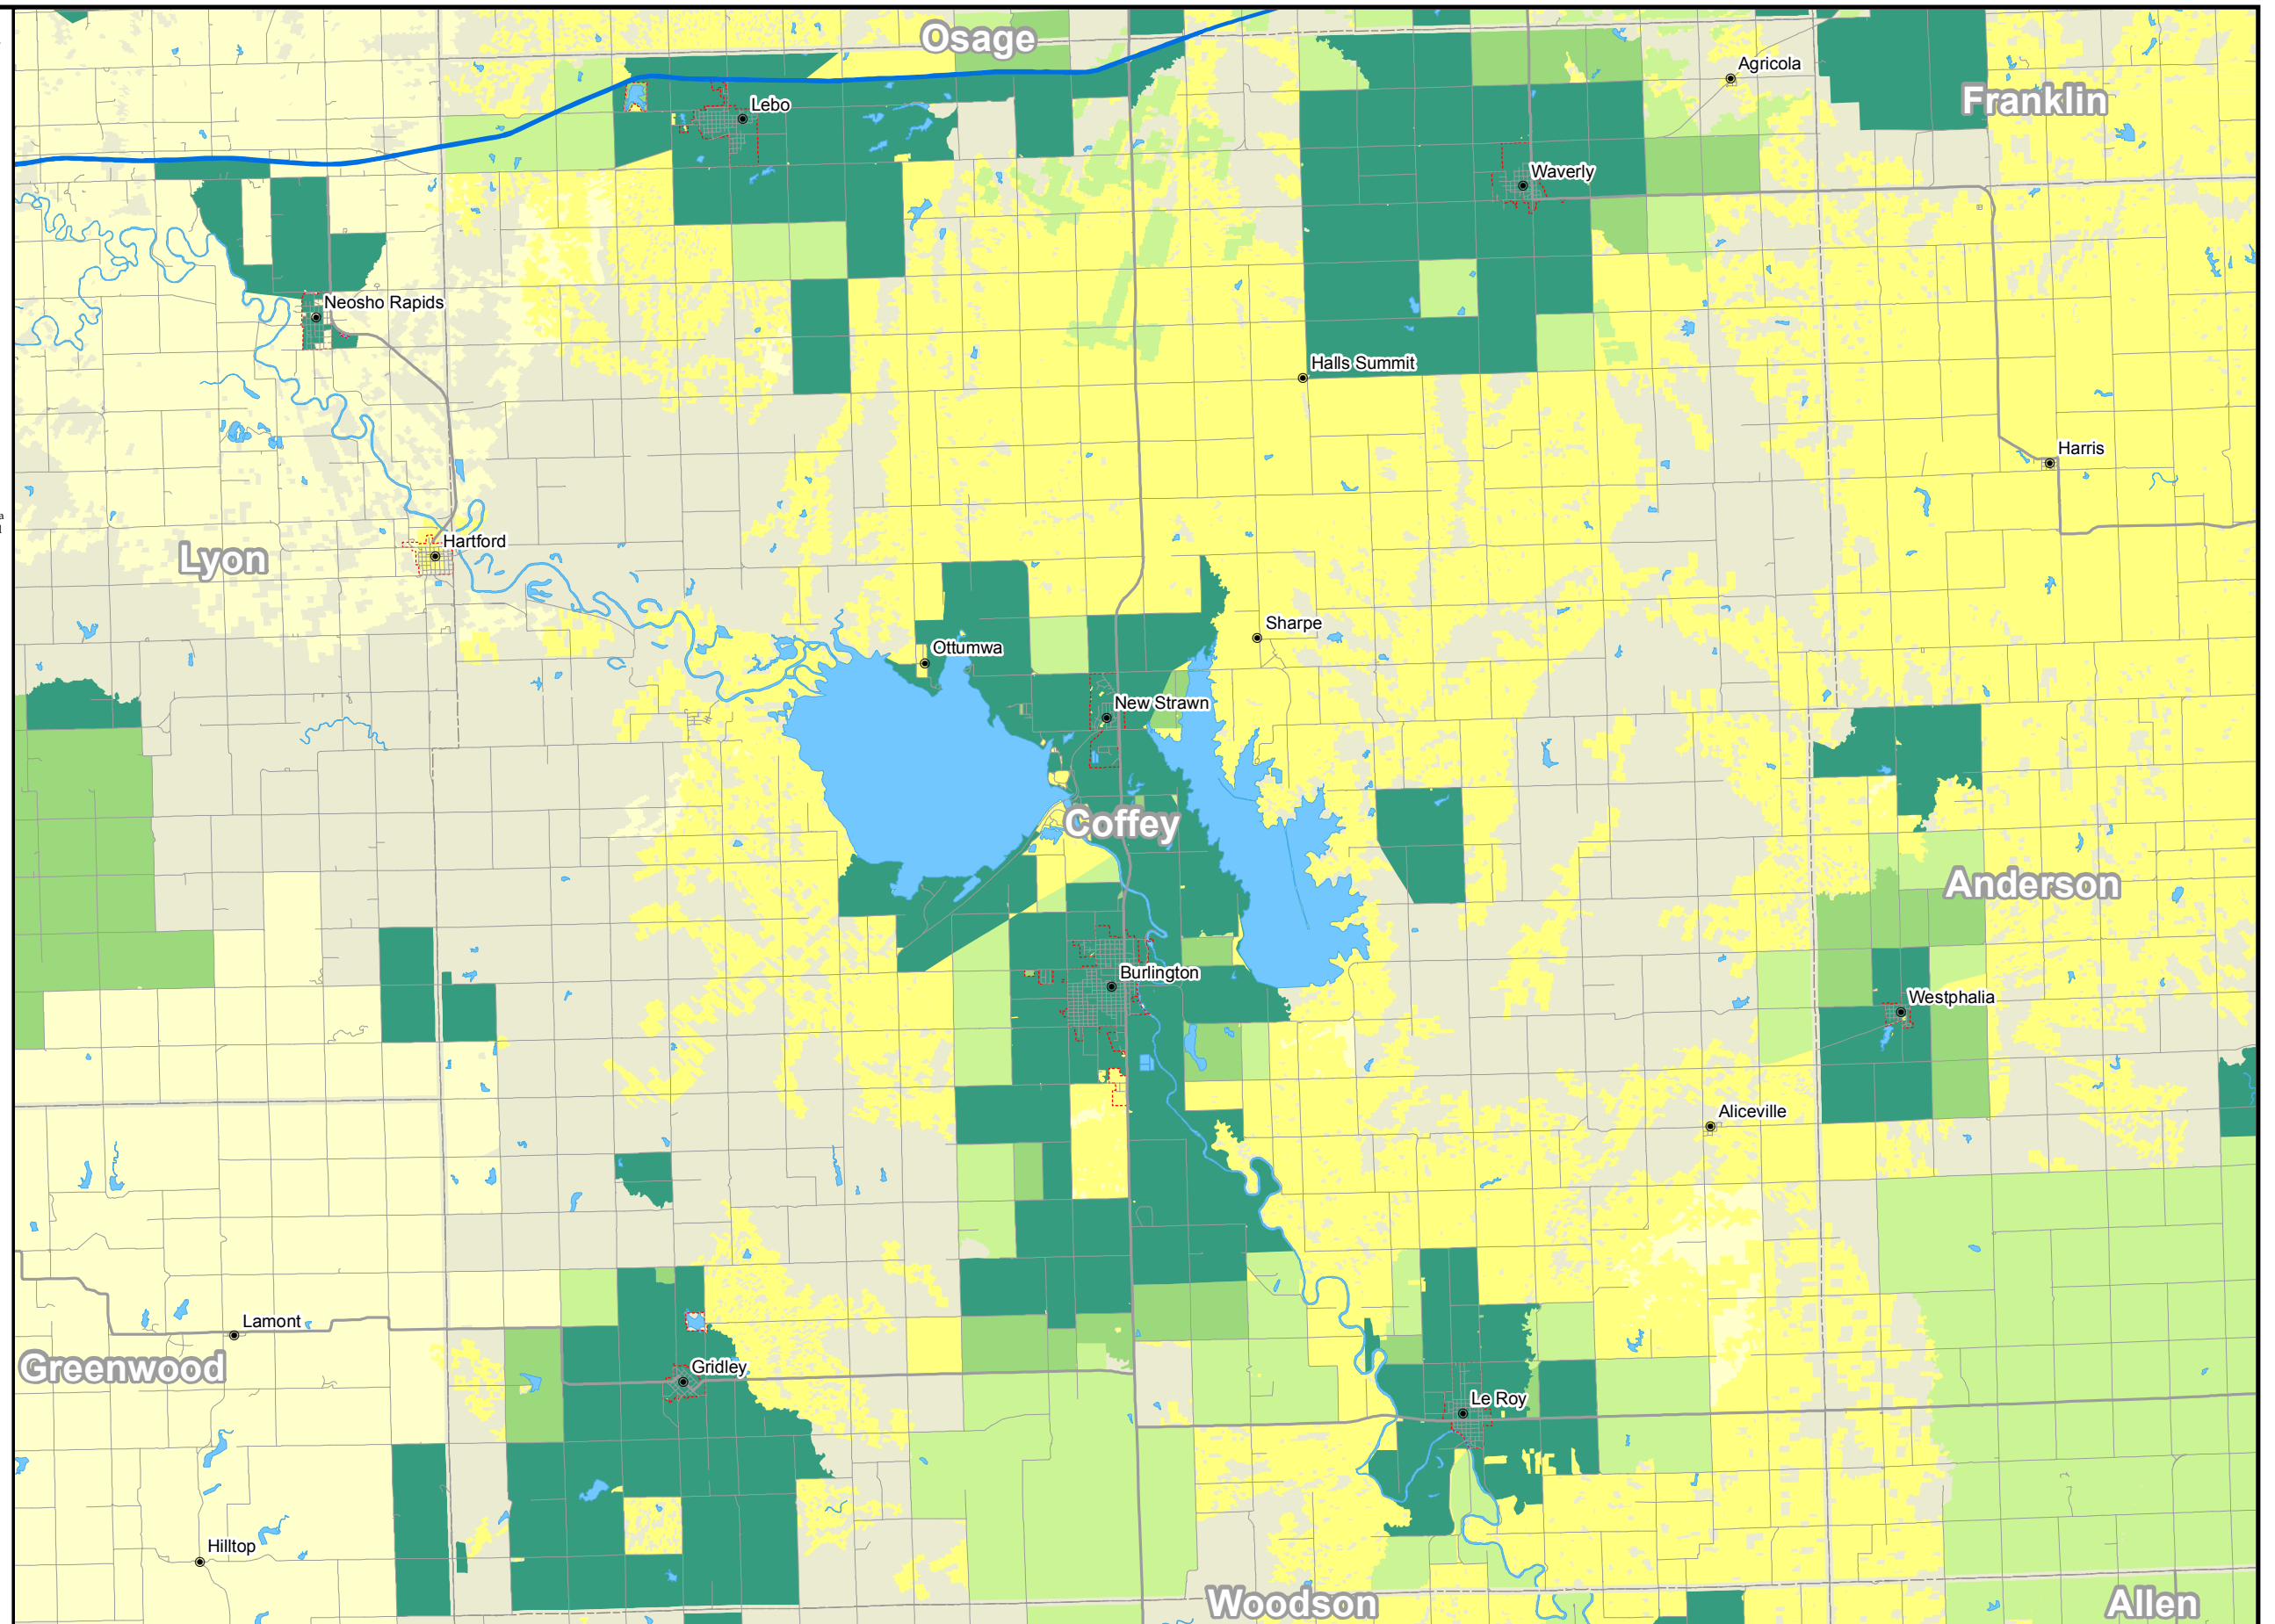 Osage
Agricola
Franklin
Lebo
Waverly
Neosho Rapids
Halls Summit
Harris
a
Hartford
Lyon
Sharpe
Ottumwa
New Strawn
Coffey
Anderson
Burlington
Westphalia
Aliceville
Lamont
Greenwood
Gridley
Le Roy
Hilltop
Woodson
Allen